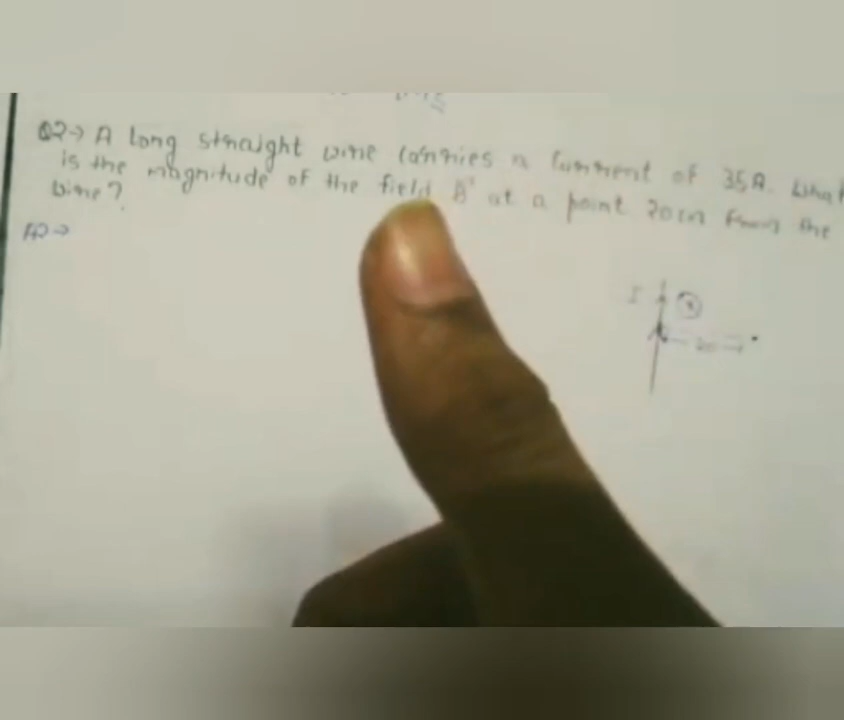 Q2→ A long straight wire carries a current of 35A. What
is the magnitude of the field B at a point 20cm from the
wire?
A2→
I
20